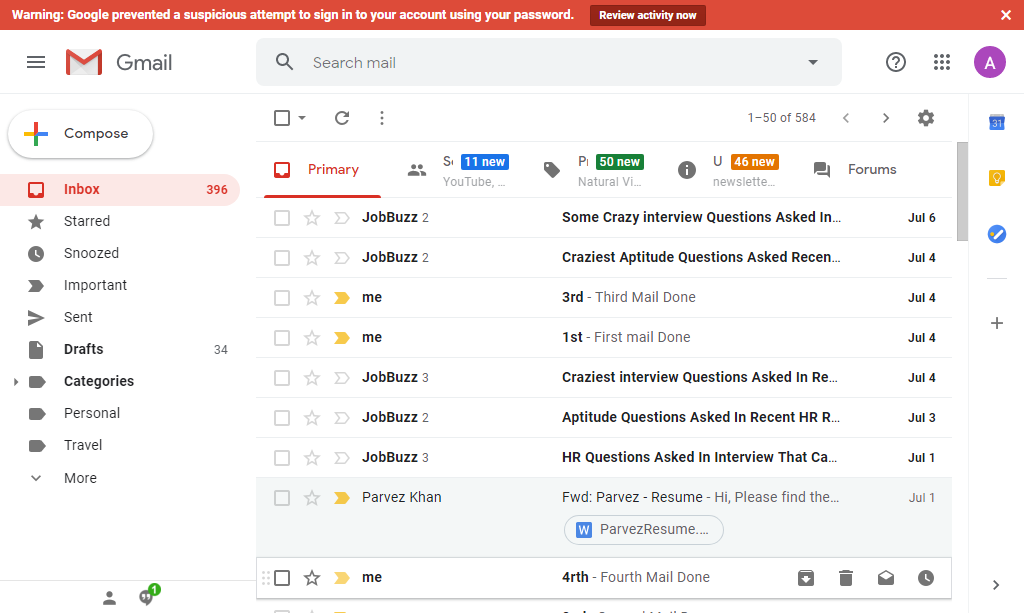 Warning: Google prevented a suspicious attempt to sign in to your account using your password. Review activity now
Gmail
Search mail
A
Compose
1–50 of 584
31
Primary
11 new
YouTube, ...
50 new
Natural Vi...
U 46 new
newslette...
Forums
Inbox 396
Starred
Snoozed
Important
Sent
Drafts 34
Categories
Personal
Travel
More
1
JobBuzz 2 Some Crazy interview Questions Asked In... Jul 6
JobBuzz 2 Craziest Aptitude Questions Asked Recen... Jul 4
me 3rd - Third Mail Done Jul 4
me 1st - First mail Done Jul 4
JobBuzz 3 Craziest interview Questions Asked In Re... Jul 4
JobBuzz 2 Aptitude Questions Asked In Recent HR R... Jul 3
JobBuzz 3 HR Questions Asked In Interview That Ca... Jul 1
Parvez Khan Fwd: Parvez - Resume - Hi, Please find the... Jul 1
W ParvezResume....
me 4rth - Fourth Mail Done